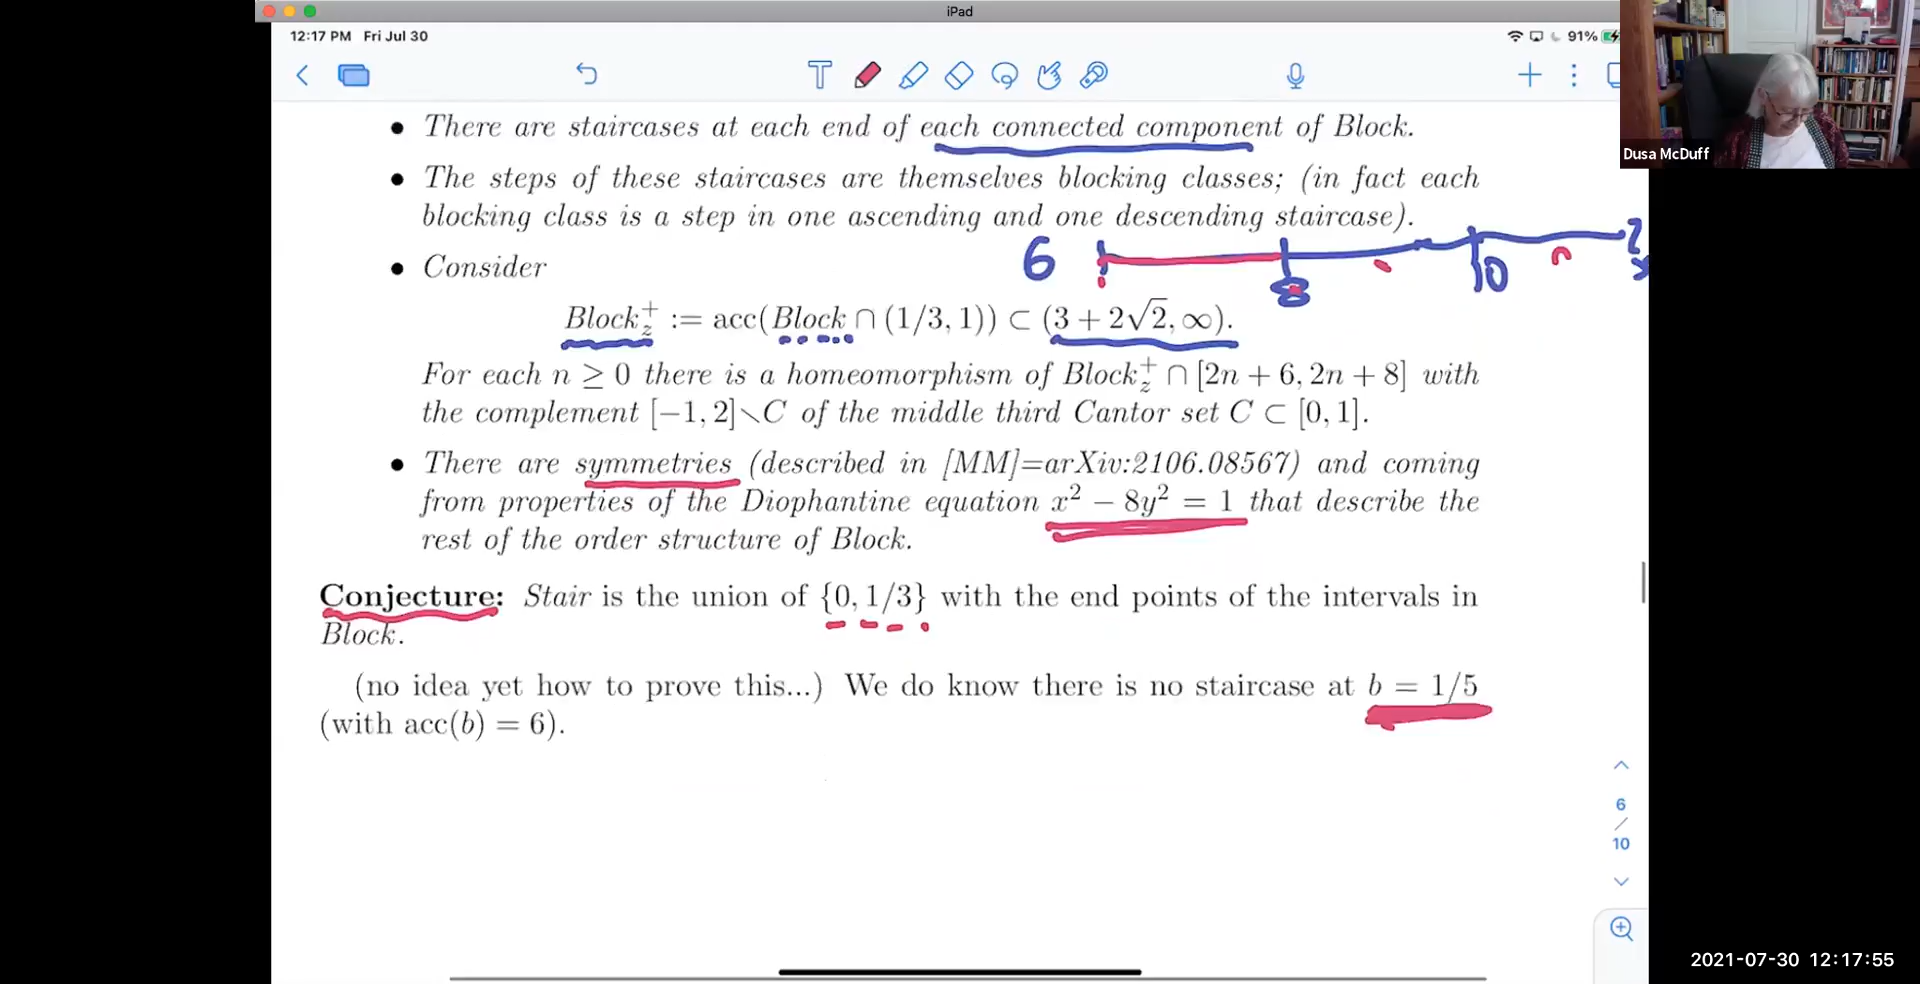 iPad
12:17 PM Fri Jul 30
91%
Dusa McDuff
• There are staircases at each end of each connected component of Block.
• The steps of these staircases are themselves blocking classes; (in fact each
blocking class is a step in one ascending and one descending staircase).
6 8 10
• Consider
Block_z^+ := acc(Block ∩ (1/3, 1)) ⊂ (3 + 2√2, ∞).
For each n ≥ 0 there is a homeomorphism of Block_z^+ ∩ [2n + 6, 2n + 8] with
the complement [−1, 2]∖C of the middle third Cantor set C ⊂ [0, 1].
• There are symmetries (described in [MM]=arXiv:2106.08567) and coming
from properties of the Diophantine equation x² − 8y² = 1 that describe the
rest of the order structure of Block.
Conjecture: Stair is the union of {0, 1/3} with the end points of the intervals in
Block.
(no idea yet how to prove this...) We do know there is no staircase at b = 1/5
(with acc(b) = 6).
6
/
10
2021-07-30 12:17:55